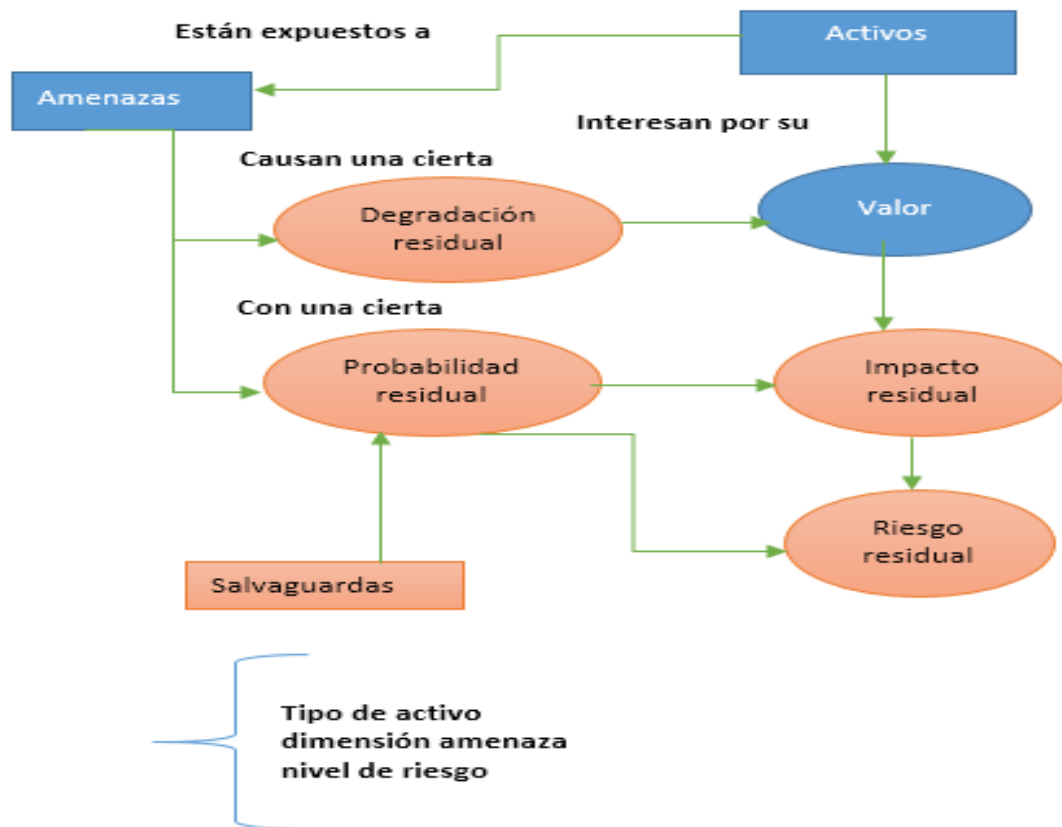 Están expuestos a
Activos
Amenazas
Interesan por su
Causan una cierta
Degradación
residual
Valor
Con una cierta
Probabilidad
residual
Impacto
residual
Riesgo
residual
Salvaguardas
Tipo de activo
dimensión amenaza
nivel de riesgo